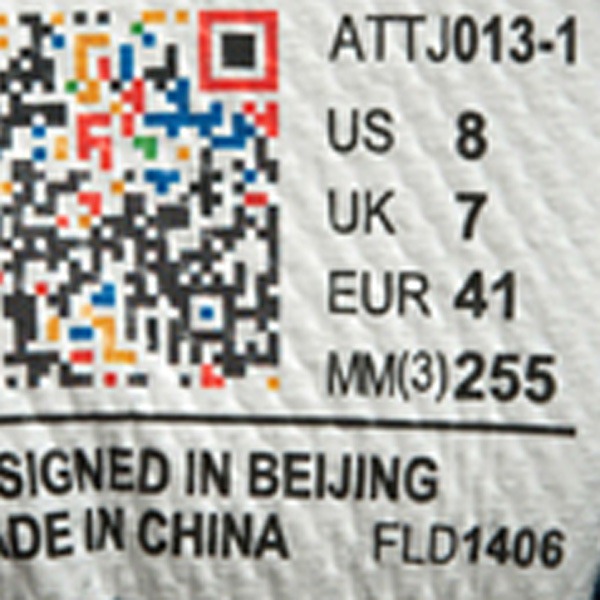 ATTJ013-1
US 8
UK 7
EUR 41
MM(3) 255
SIGNED IN BEIJING
ADE IN CHINA FLD1406